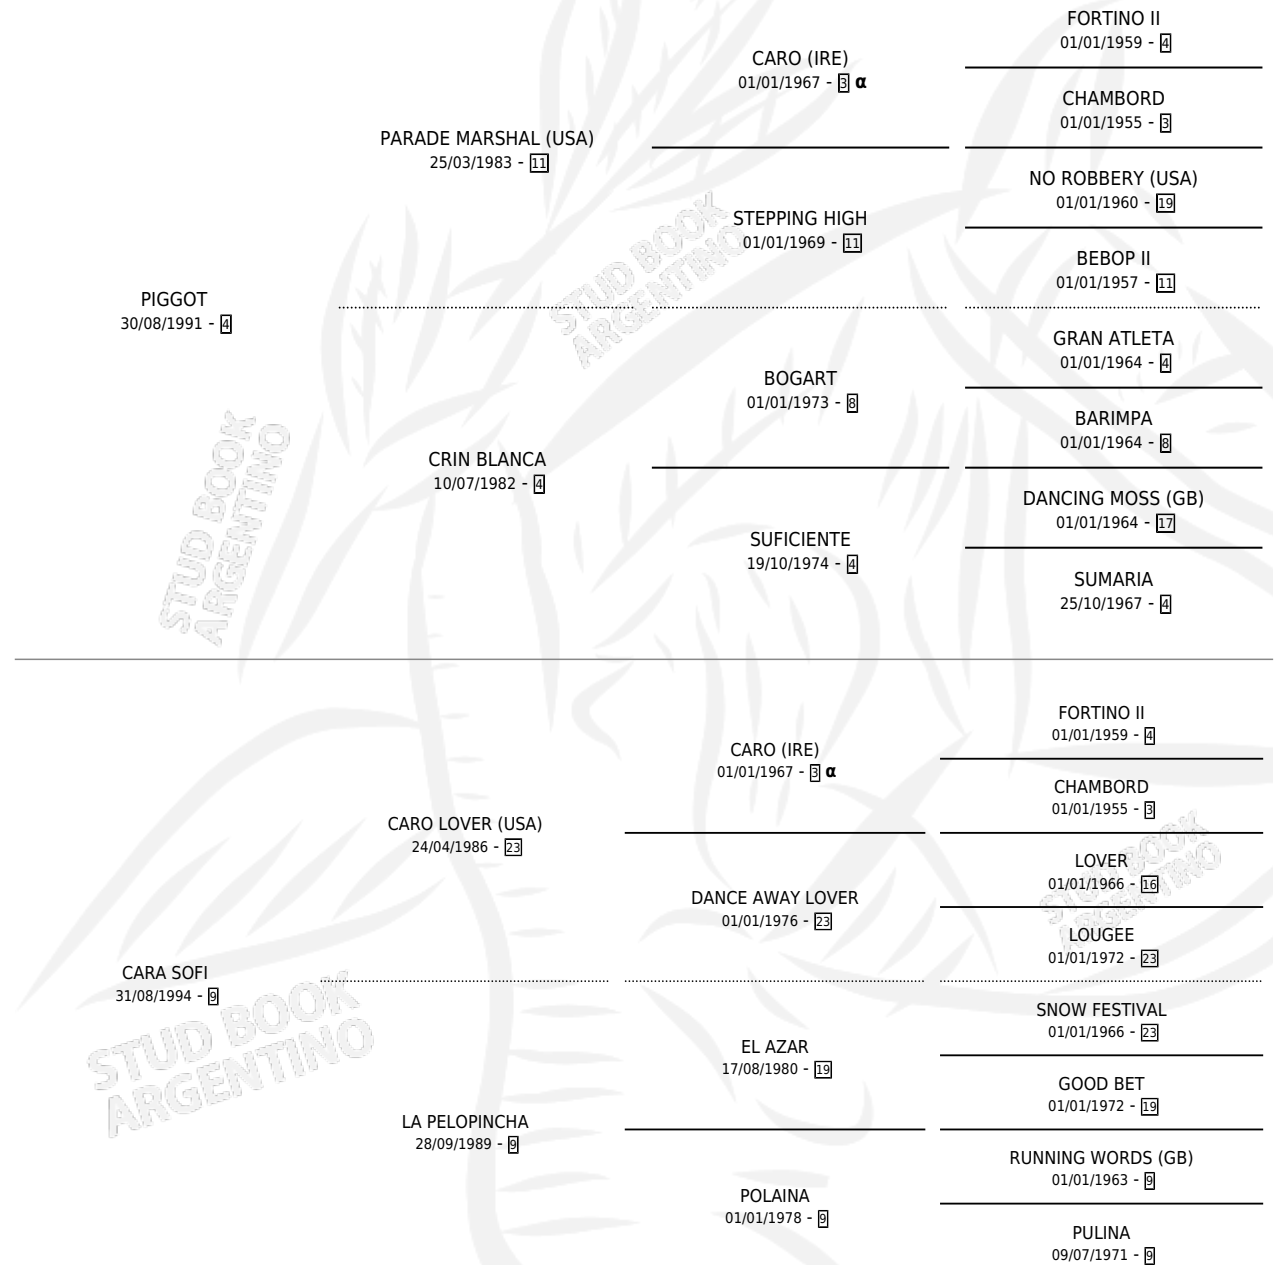 FORTINO II
01/01/1959 - 4
CARO (IRE)
01/01/1967 - 3 α
CHAMBORD
01/01/1955 - 3
PARADE MARSHAL (USA)
25/03/1983 - 11
NO ROBBERY (USA)
01/01/1960 - 19
STEPPING HIGH
01/01/1969 - 11
BEBOP II
01/01/1957 - 11
STUD BOOK
ARGENTINO
PIGGOT
30/08/1991 - 4
GRAN ATLETA
01/01/1964 - 4
BOGART
01/01/1973 - 8
BARIMPA
01/01/1964 - 8
CRIN BLANCA
10/07/1982 - 4
DANCING MOSS (GB)
01/01/1964 - 17
SUFICIENTE
19/10/1974 - 4
SUMARIA
25/10/1967 - 4
STUD BOOK
ARGENTINO
FORTINO II
01/01/1959 - 4
CARO (IRE)
01/01/1967 - 3 α
CHAMBORD
01/01/1955 - 3
CARO LOVER (USA)
24/04/1986 - 23
LOVER
01/01/1966 - 16
DANCE AWAY LOVER
01/01/1976 - 23
LOUGEE
01/01/1972 - 23
STUD BOOK
ARGENTINO
CARA SOFI
31/08/1994 - 9
SNOW FESTIVAL
01/01/1966 - 23
EL AZAR
17/08/1980 - 19
GOOD BET
01/01/1972 - 19
STUD BOOK
ARGENTINO
LA PELOPINCHA
28/09/1989 - 9
RUNNING WORDS (GB)
01/01/1963 - 9
POLAINA
01/01/1978 - 9
PULINA
09/07/1971 - 9